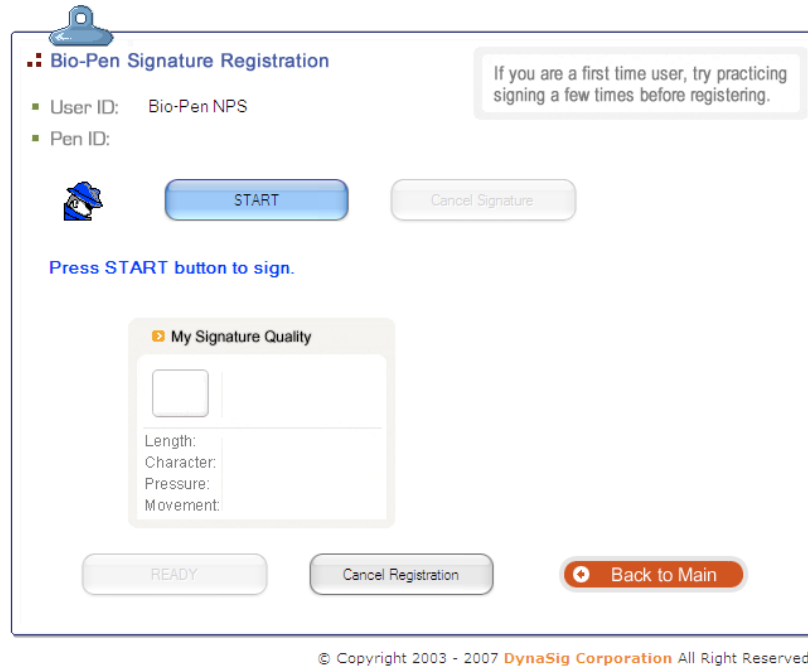 Bio-Pen Signature Registration
If you are a first time user, try practicing
signing a few times before registering.
User ID: Bio-Pen NPS
Pen ID:
START Cancel Signature
Press START button to sign.
My Signature Quality
Length:
Character:
Pressure:
Movement:
READY Cancel Registration Back to Main
© Copyright 2003 - 2007 DynaSig Corporation All Right Reserved